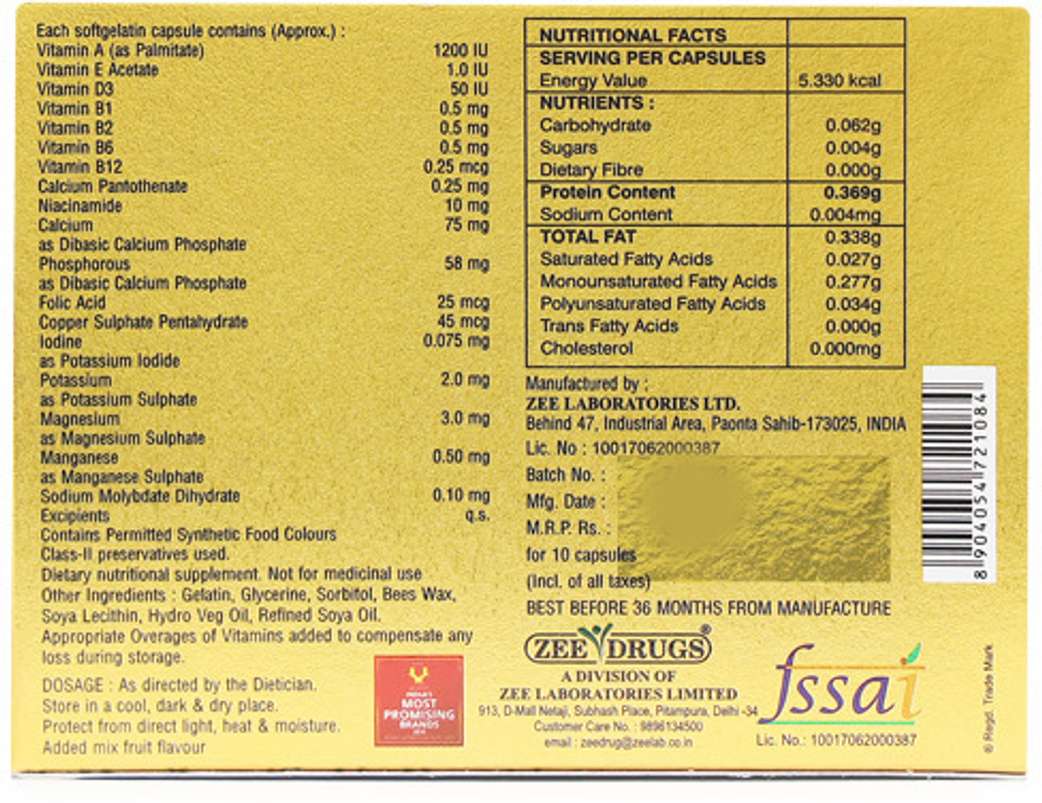 Each softgelatin capsule contains (Approx.) :
Vitamin A (as Palmitate) 1200 IU
Vitamin E Acetate 1.0 IU
Vitamin D3 50 IU
Vitamin B1 0.5 mg
Vitamin B2 0.5 mg
Vitamin B6 0.5 mg
Vitamin B12 0.25 mcg
Calcium Pantothenate 0.25 mg
Niacinamide 10 mg
Calcium 75 mg
as Dibasic Calcium Phosphate
Phosphorous 58 mg
as Dibasic Calcium Phosphate
Folic Acid 25 mcg
Copper Sulphate Pentahydrate 45 mcg
Iodine 0.075 mg
as Potassium Iodide
Potassium 2.0 mg
as Potassium Sulphate
Magnesium 3.0 mg
as Magnesium Sulphate
Manganese 0.50 mg
as Manganese Sulphate
Sodium Molybdate Dihydrate 0.10 mg
Excipients q.s.
Contains Permitted Synthetic Food Colours
Class-II preservatives used.
Dietary nutritional supplement. Not for medicinal use
Other Ingredients : Gelatin, Glycerine, Sorbitol, Bees Wax,
Soya Lecithin, Hydro Veg Oil, Refined Soya Oil.
Appropriate Overages of Vitamins added to compensate any
loss during storage.
DOSAGE : As directed by the Dietician.
Store in a cool, dark & dry place.
Protect from direct light, heat & moisture.
Added mix fruit flavour
INDIA'S
MOST
PROMISING
BRANDS
NUTRITIONAL FACTS
SERVING PER CAPSULES
Energy Value 5.330 kcal
NUTRIENTS :
Carbohydrate 0.062g
Sugars 0.004g
Dietary Fibre 0.000g
Protein Content 0.369g
Sodium Content 0.004mg
TOTAL FAT 0.338g
Saturated Fatty Acids 0.027g
Monounsaturated Fatty Acids 0.277g
Polyunsaturated Fatty Acids 0.034g
Trans Fatty Acids 0.000g
Cholesterol 0.000mg
Manufactured by :
ZEE LABORATORIES LTD.
Behind 47, Industrial Area, Paonta Sahib-173025, INDIA
Lic. No : 10017062000387
Batch No. :
Mfg. Date :
M.R.P. Rs. :
for 10 capsules
(Incl. of all taxes)
BEST BEFORE 36 MONTHS FROM MANUFACTURE
ZEE DRUGS®
A DIVISION OF
ZEE LABORATORIES LIMITED
913, D-Mall Netaji, Subhash Place, Pitampura, Delhi -34
Customer Care No. : 9896134500
email : zeedrug@zeelab.co.in
fssai
Lic. No.: 10017062000387
8904054721084
® Regd. Trade Mark